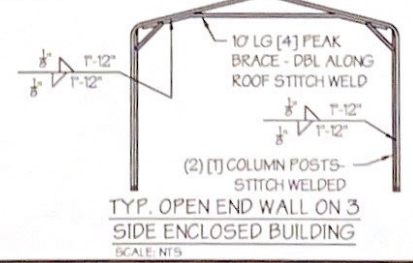 10' LG [4] PEAK
BRACE - DBL ALONG
ROOF STITCH WELD
1/8" 1"-12"
1/8" 1"-12"
1/8" 1"-12"
1/8" 1"-12"
(2) [1] COLUMN POSTS-
STITCH WELDED
TYP. OPEN END WALL ON 3
SIDE ENCLOSED BUILDING
SCALE: NTS